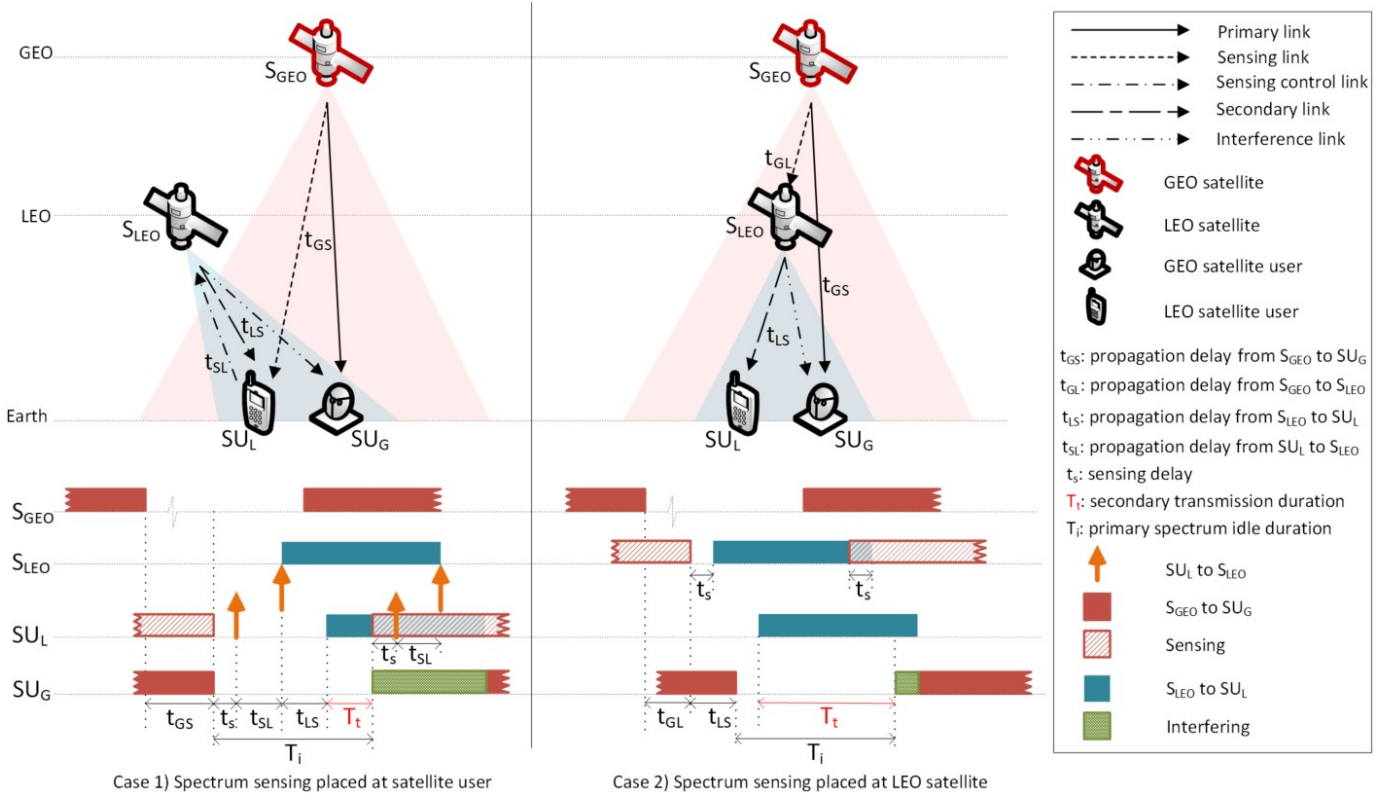 GEO
S_GEO
S_LEO
LEO
t_GS
t_LS
t_SL
Earth
SU_L
SU_G
S_GEO
t_GL
S_LEO
t_GS
t_LS
SU_L
SU_G
Primary link
Sensing link
Sensing control link
Secondary link
Interference link
GEO satellite
LEO satellite
GEO satellite user
LEO satellite user
t_GS: propagation delay from S_GEO to SU_G
t_GL: propagation delay from S_GEO to S_LEO
t_LS: propagation delay from S_LEO to SU_L
t_SL: propagation delay from SU_L to S_LEO
t_s: sensing delay
T_t: secondary transmission duration
T_i: primary spectrum idle duration
SU_L to S_LEO
S_GEO to SU_G
Sensing
S_LEO to SU_L
Interfering
S_GEO
S_LEO
SU_L
t_s t_SL
SU_G
t_GS t_s t_SL t_LS T_t
T_i
t_s t_s
t_GL t_LS T_t
T_i
Case 1) Spectrum sensing placed at satellite user
Case 2) Spectrum sensing placed at LEO satellite